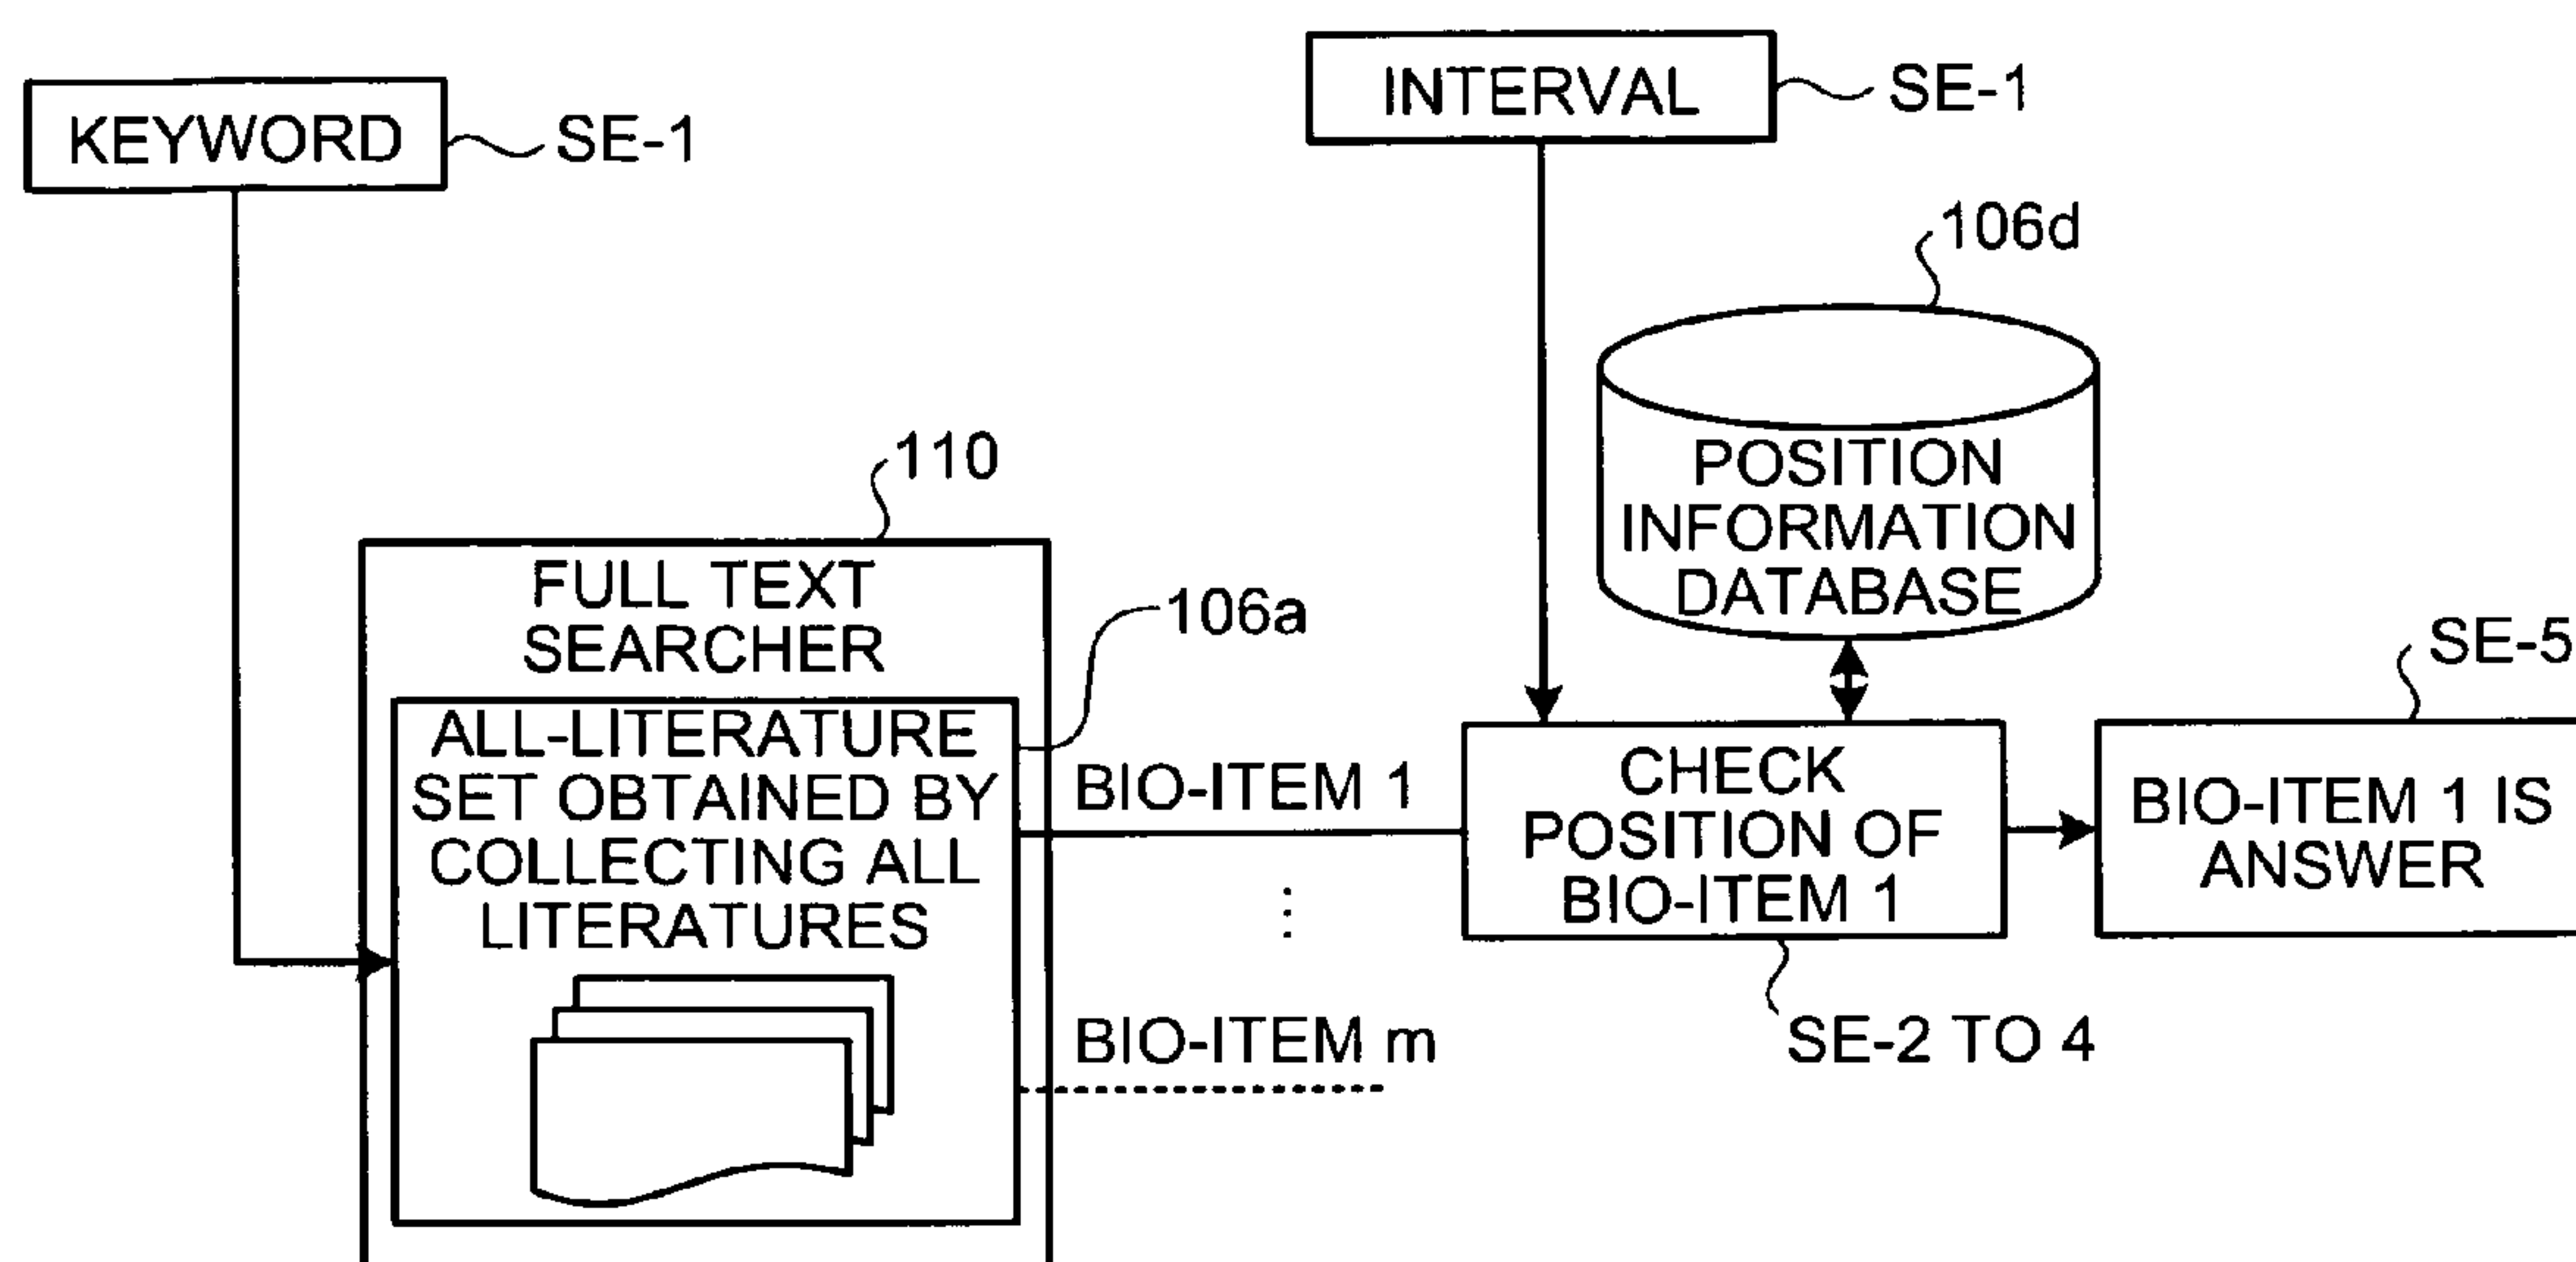 INTERVAL
SE-1
KEYWORD
SE-1
106d
POSITION
INFORMATION
DATABASE
110
FULL TEXT
SEARCHER
106a
ALL-LITERATURE
SET OBTAINED BY
COLLECTING ALL
LITERATURES
BIO-ITEM 1
⋮
BIO-ITEM m
CHECK
POSITION OF
BIO-ITEM 1
SE-2 TO 4
SE-5
BIO-ITEM 1 IS
ANSWER